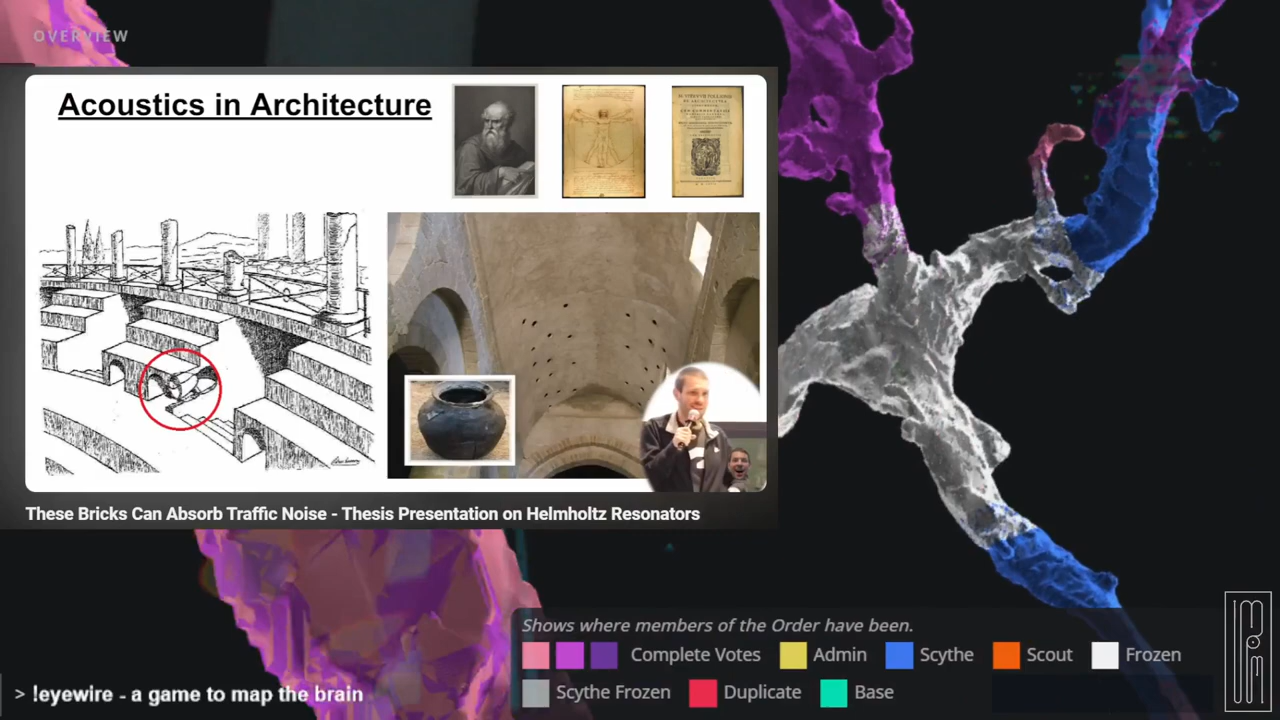 OVERVIEW
Acoustics in Architecture
These Bricks Can Absorb Traffic Noise - Thesis Presentation on Helmholtz Resonators
Shows where members of the Order have been.
Complete Votes Admin Scythe Scout Frozen
Scythe Frozen Duplicate Base
> !eyewire - a game to map the brain